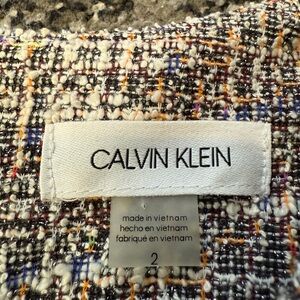 CALVIN KLEIN
made in vietnam
hecho en vietnam
fabriqué en vietnam
2